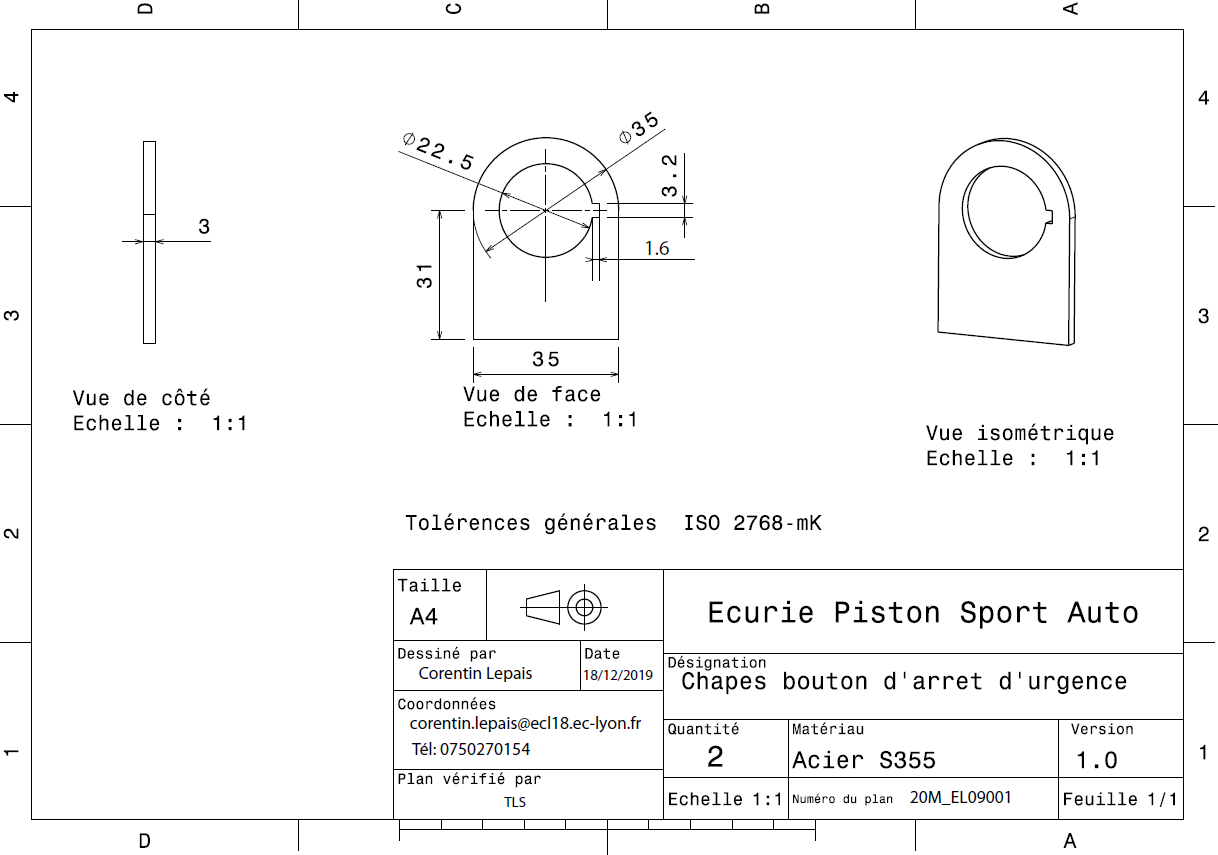 D C B A
4 4
Ø22.5
Ø35
3.2
3
1.6
31
35
3 3
Vue de côté
Echelle : 1:1
Vue de face
Echelle : 1:1
Vue isométrique
Echelle : 1:1
Tolérences générales ISO 2768-mK
2 2
Taille
A4
Ecurie Piston Sport Auto
Dessiné par
Corentin Lepais
Date
18/12/2019
Désignation
Chapes bouton d'arret d'urgence
Coordonnées
corentin.lepais@ecl18.ec-lyon.fr
Tél: 0750270154
Quantité
2
Matériau
Acier S355
Version
1.0
1 1
Plan vérifié par
TLS
Echelle 1:1
Numéro du plan 20M_EL09001
Feuille 1/1
D A